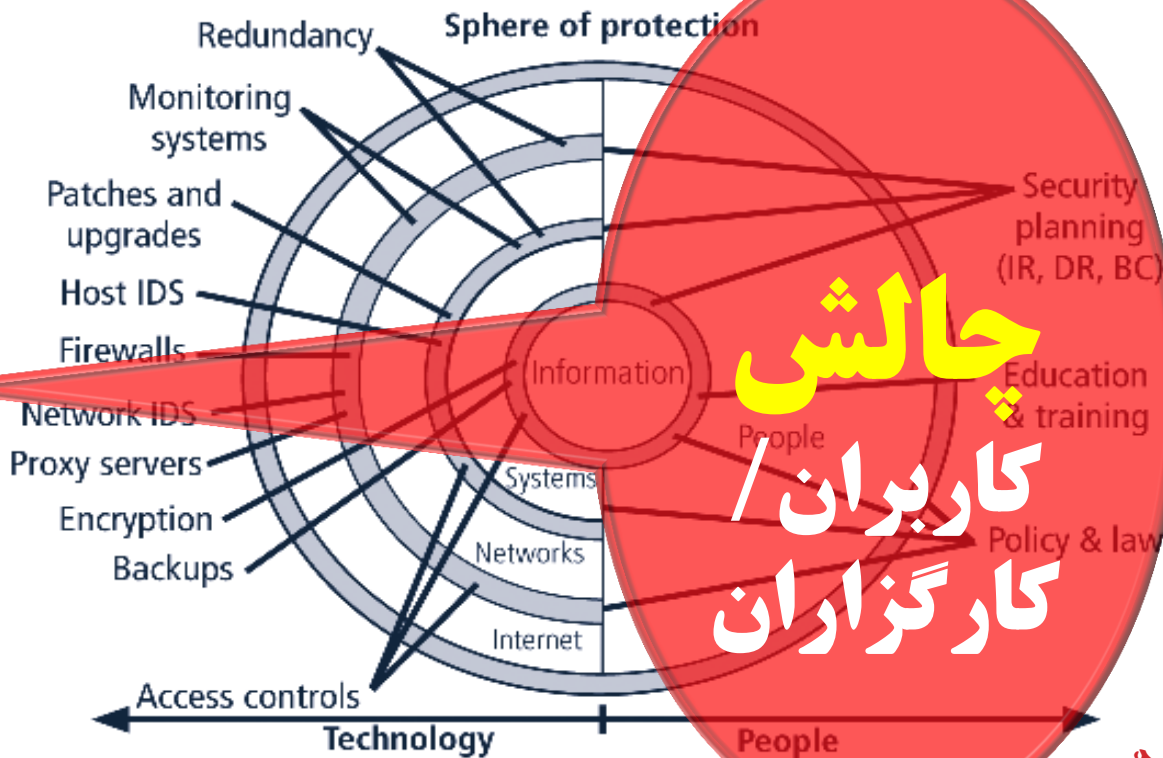 Sphere of protection
Redundancy
Monitoring
systems
Patches and
upgrades
Host IDS
Firewalls
Network IDS
Proxy servers
Encryption
Backups
Access controls
Information
Systems
Networks
Internet
People
Security
planning
(IR, DR, BC)
Education
& training
Policy & law
چالش
کاربران /
کارگزاران
Technology
People